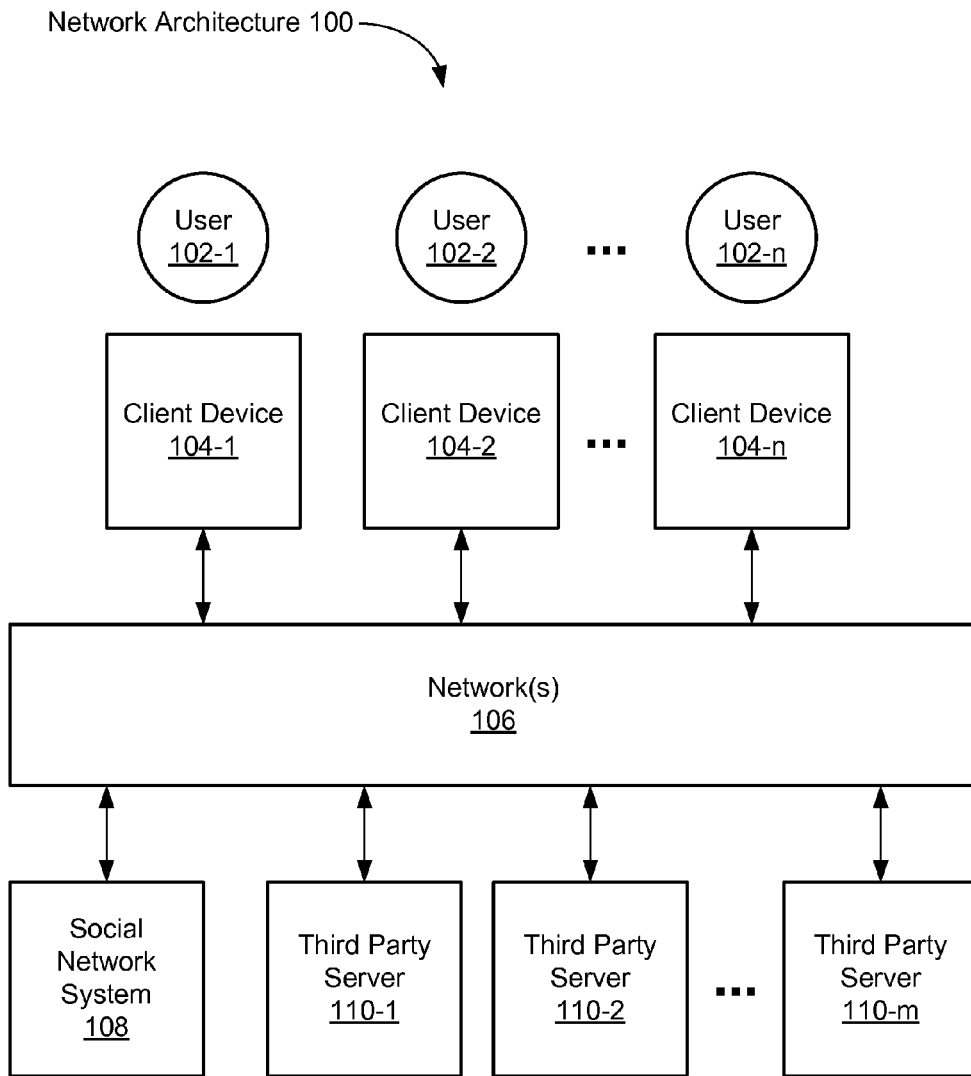 Network Architecture 100
User
102-1
User
102-2
...
User
102-n
Client Device
104-1
Client Device
104-2
...
Client Device
104-n
Network(s)
106
Social
Network
System
108
Third Party
Server
110-1
Third Party
Server
110-2
...
Third Party
Server
110-m